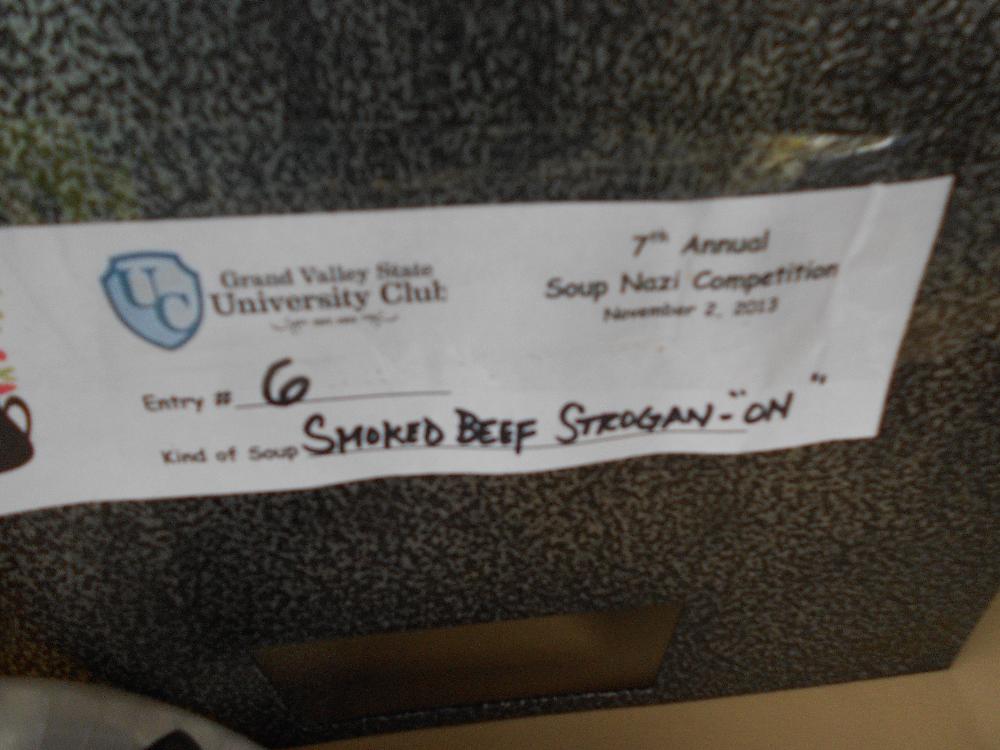 UC
Grand Valley State
University Club
7th Annual
Soup Nazi Competition
November 2, 2013
Entry # 6
Kind of Soup SMOKED BEEF STROGAN-"ON"